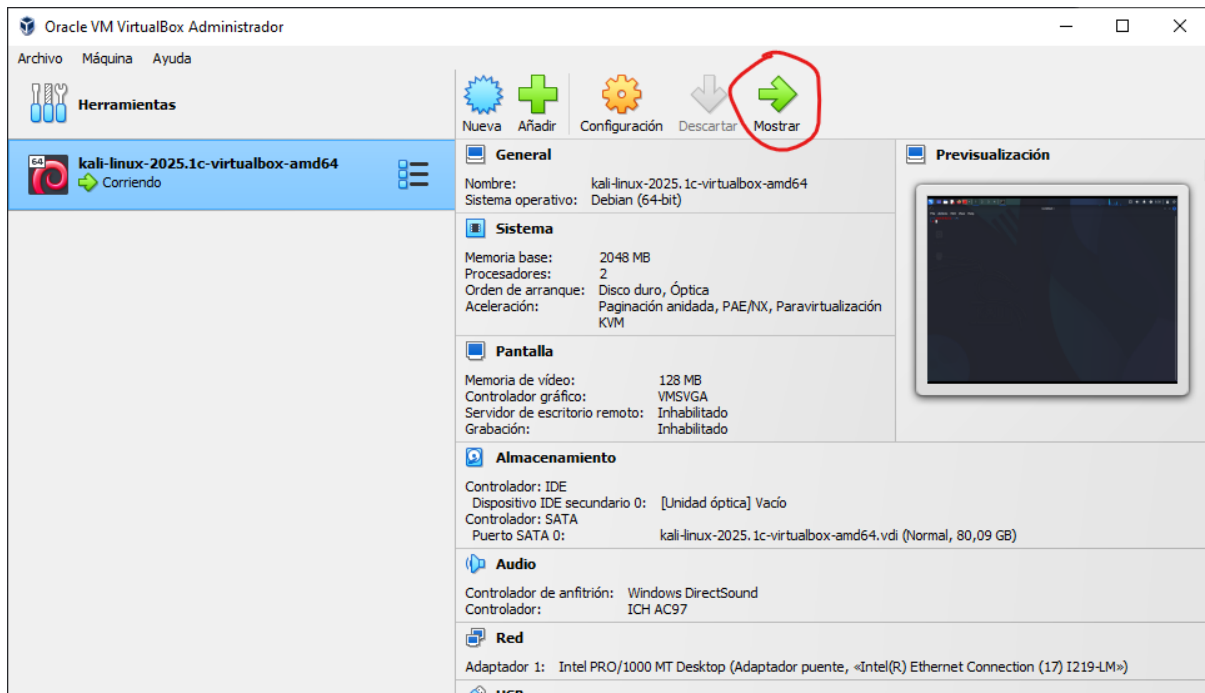 Oracle VM VirtualBox Administrador
Archivo Máquina Ayuda
Herramientas
Nueva Añadir Configuración Descartar Mostrar
64
kali-linux-2025.1c-virtualbox-amd64
Corriendo
General
Nombre: kali-linux-2025.1c-virtualbox-amd64
Sistema operativo: Debian (64-bit)
Previsualización
Sistema
Memoria base: 2048 MB
Procesadores: 2
Orden de arranque: Disco duro, Óptica
Aceleración: Paginación anidada, PAE/NX, Paravirtualización
KVM
Pantalla
Memoria de vídeo: 128 MB
Controlador gráfico: VMSVGA
Servidor de escritorio remoto: Inhabilitado
Grabación: Inhabilitado
Almacenamiento
Controlador: IDE
Dispositivo IDE secundario 0: [Unidad óptica] Vacío
Controlador: SATA
Puerto SATA 0: kali-linux-2025.1c-virtualbox-amd64.vdi (Normal, 80,09 GB)
Audio
Controlador de anfitrión: Windows DirectSound
Controlador: ICH AC97
Red
Adaptador 1: Intel PRO/1000 MT Desktop (Adaptador puente, «Intel(R) Ethernet Connection (17) I219-LM»)